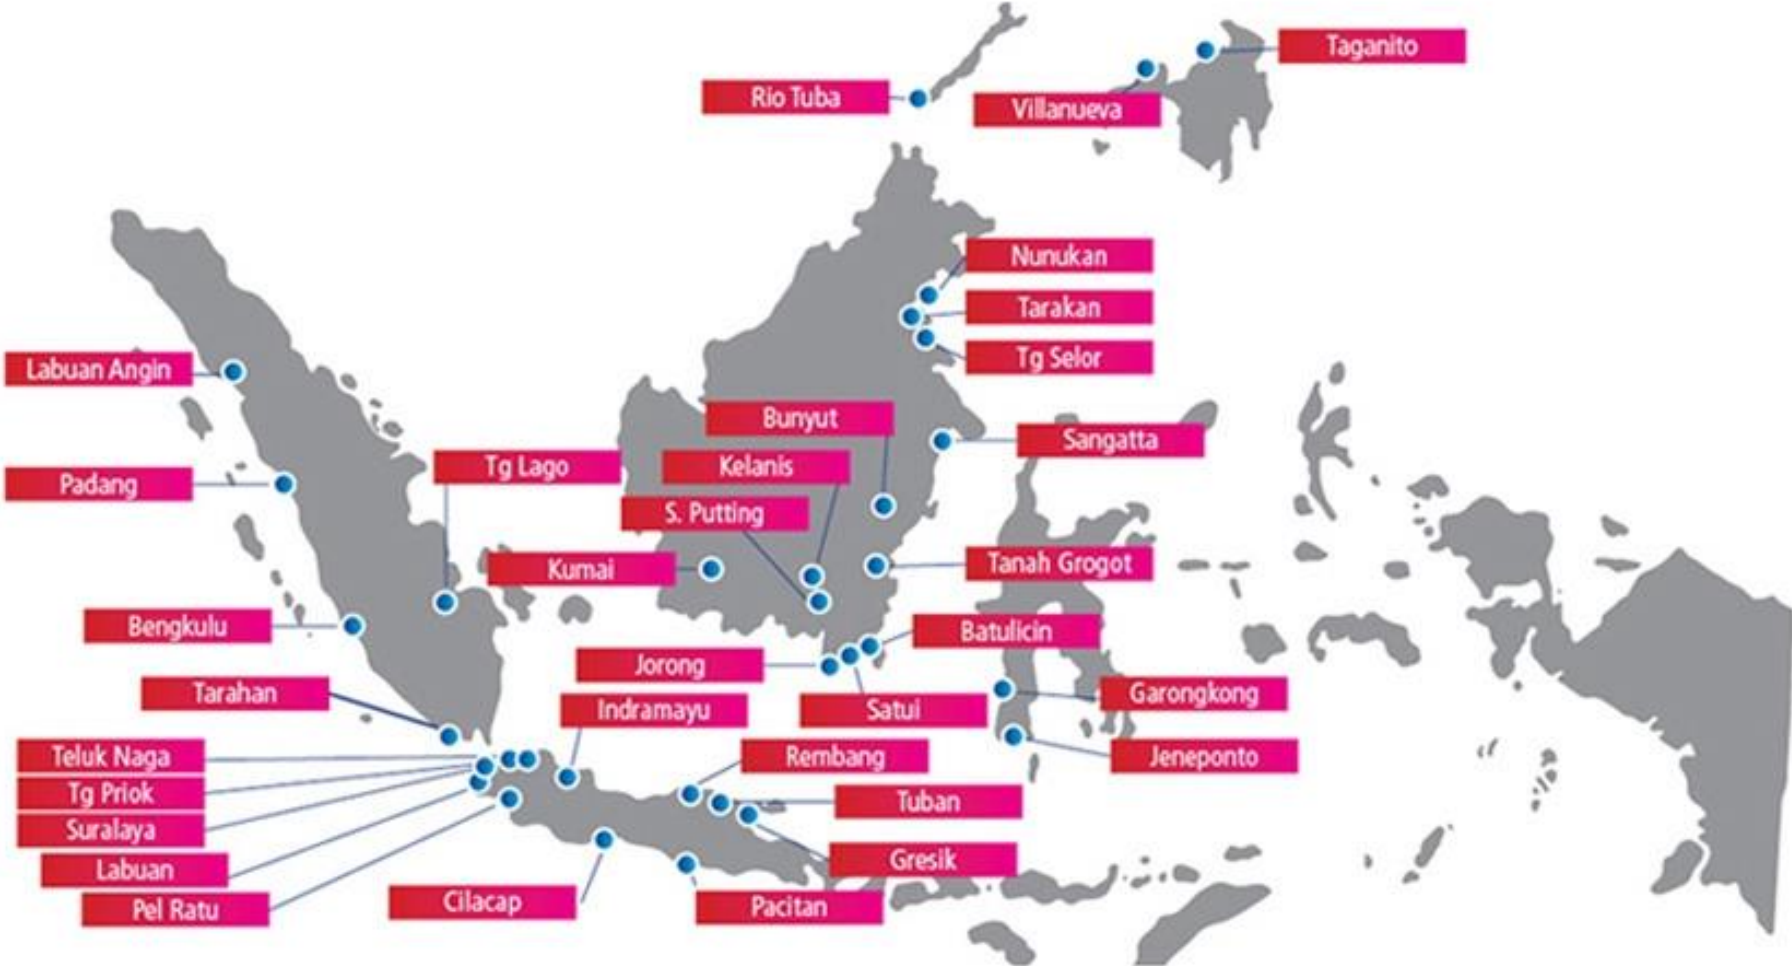 Taganito
Rio Tuba
Villanueva
Nunukan
Tarakan
Tg Selor
Labuan Angin
Bunyut
Sangatta
Tg Lago
Kelanis
Padang
S. Putting
Kumai
Tanah Grogot
Bengkulu
Batulicin
Jorong
Tarahan
Garongkong
Indramayu
Satui
Teluk Naga
Rembang
Jeneponto
Tg Priok
Tuban
Suralaya
Gresik
Labuan
Cilacap
Pel Ratu
Pacitan